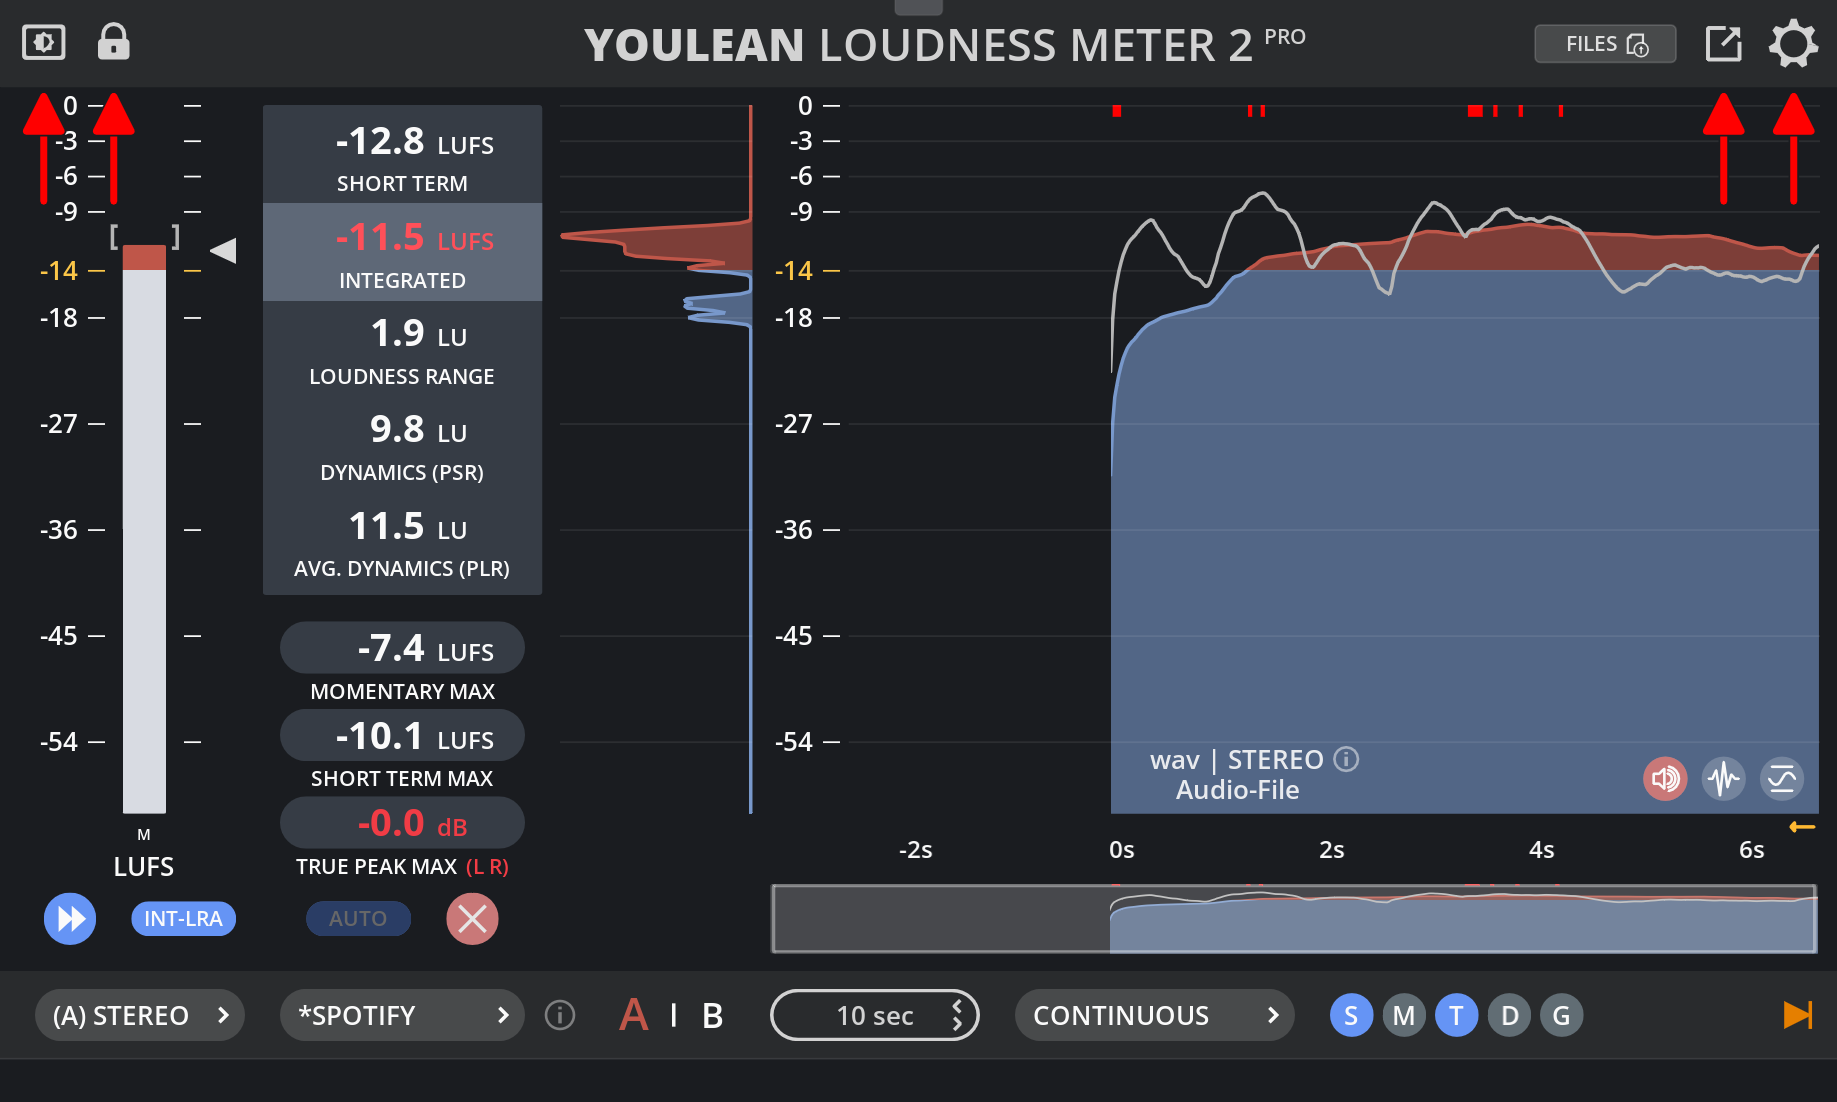 YOULEAN LOUDNESS METER 2 PRO
FILES
0
-3
-6
-9
-14
-18
-27
-36
-45
-54
M
LUFS
-12.8 LUFS
SHORT TERM
-11.5 LUFS
INTEGRATED
1.9 LU
LOUDNESS RANGE
9.8 LU
DYNAMICS (PSR)
11.5 LU
AVG. DYNAMICS (PLR)
-7.4 LUFS
MOMENTARY MAX
-10.1 LUFS
SHORT TERM MAX
-0.0 dB
TRUE PEAK MAX (L R)
0
-3
-6
-9
-14
-18
-27
-36
-45
-54
wav | STEREO
Audio-File
-2s 0s 2s 4s 6s
INT-LRA AUTO
(A) STEREO *SPOTIFY A | B 10 sec CONTINUOUS S M T D G